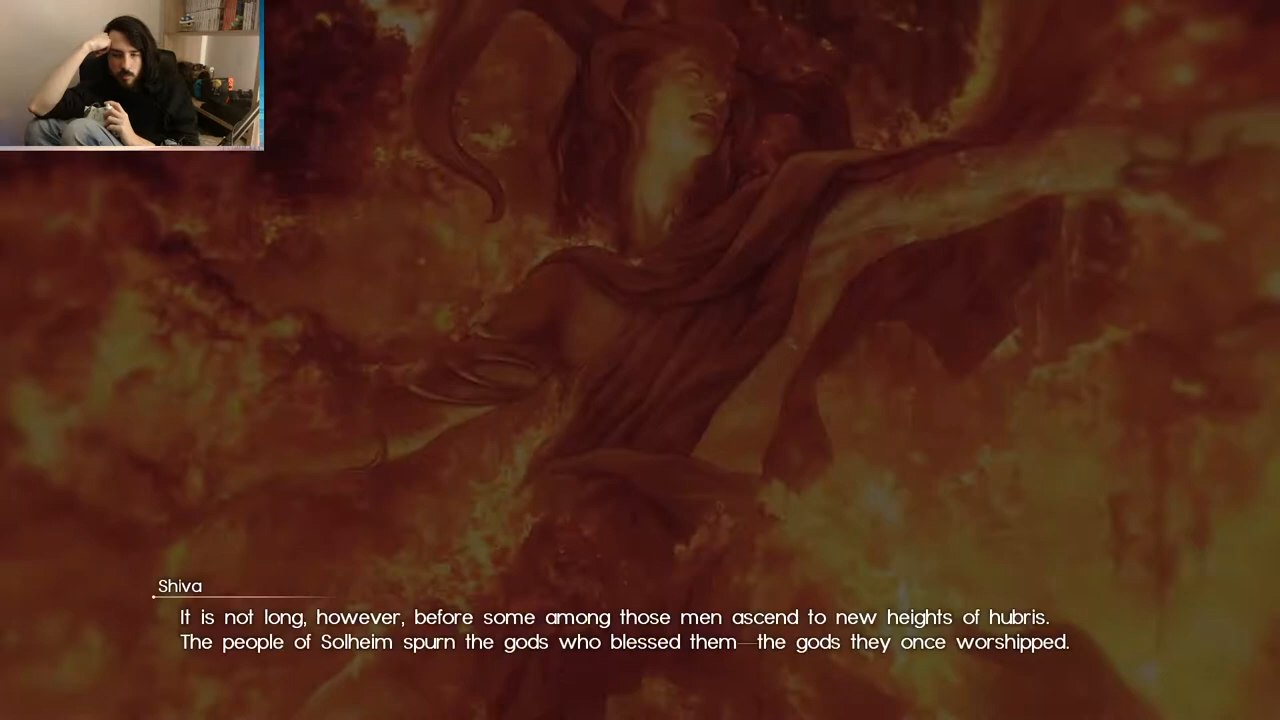 Shiva
It is not long, however, before some among those men ascend to new heights of hubris.
The people of Solheim spurn the gods who blessed them—the gods they once worshipped.